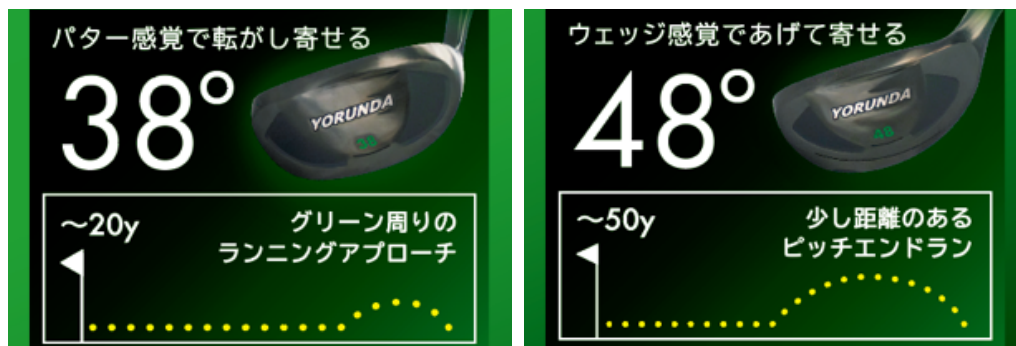 パター感覚で転がし寄せる
38°
YORUNDA
38
~20y
グリーン周りの
ランニングアプローチ
ウェッジ感覚であげて寄せる
48°
YORUNDA
48
~50y
少し距離のある
ピッチエンドラン